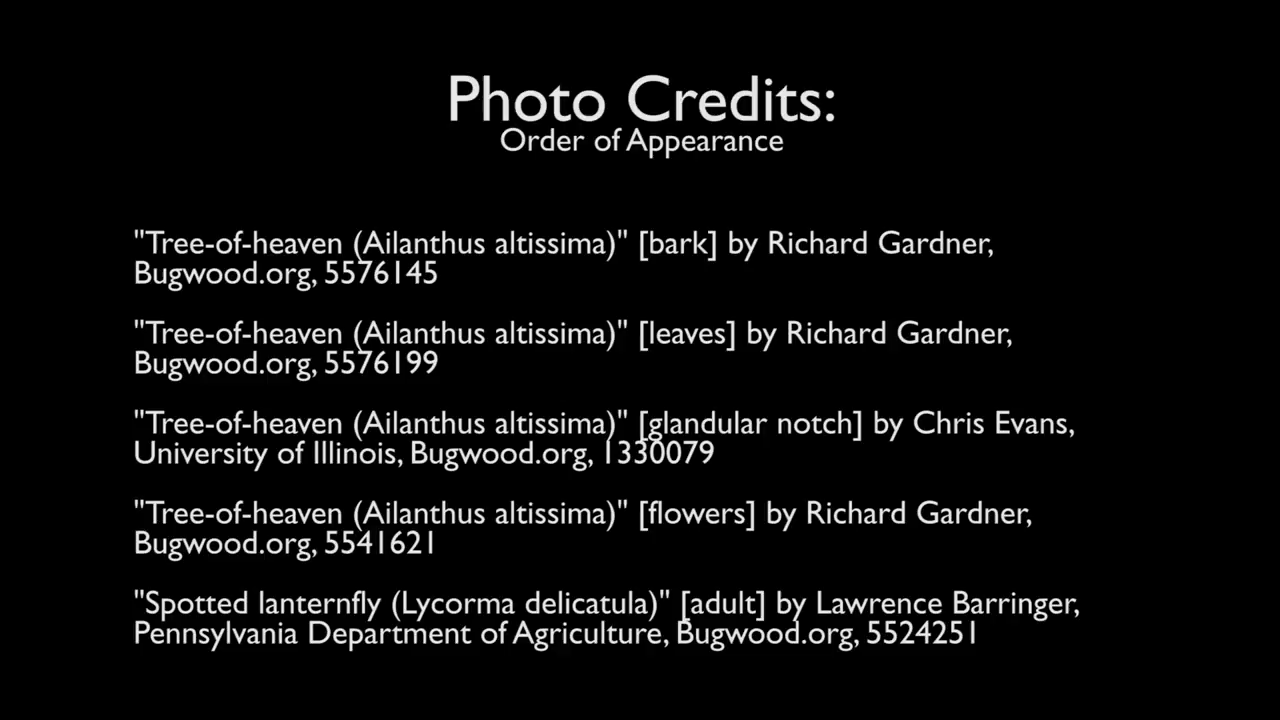 Photo Credits:
Order of Appearance
"Tree-of-heaven (Ailanthus altissima)" [bark] by Richard Gardner,
Bugwood.org, 5576145
"Tree-of-heaven (Ailanthus altissima)" [leaves] by Richard Gardner,
Bugwood.org, 5576199
"Tree-of-heaven (Ailanthus altissima)" [glandular notch] by Chris Evans,
University of Illinois, Bugwood.org, 1330079
"Tree-of-heaven (Ailanthus altissima)" [flowers] by Richard Gardner,
Bugwood.org, 5541621
"Spotted lanternfly (Lycorma delicatula)" [adult] by Lawrence Barringer,
Pennsylvania Department of Agriculture, Bugwood.org, 5524251